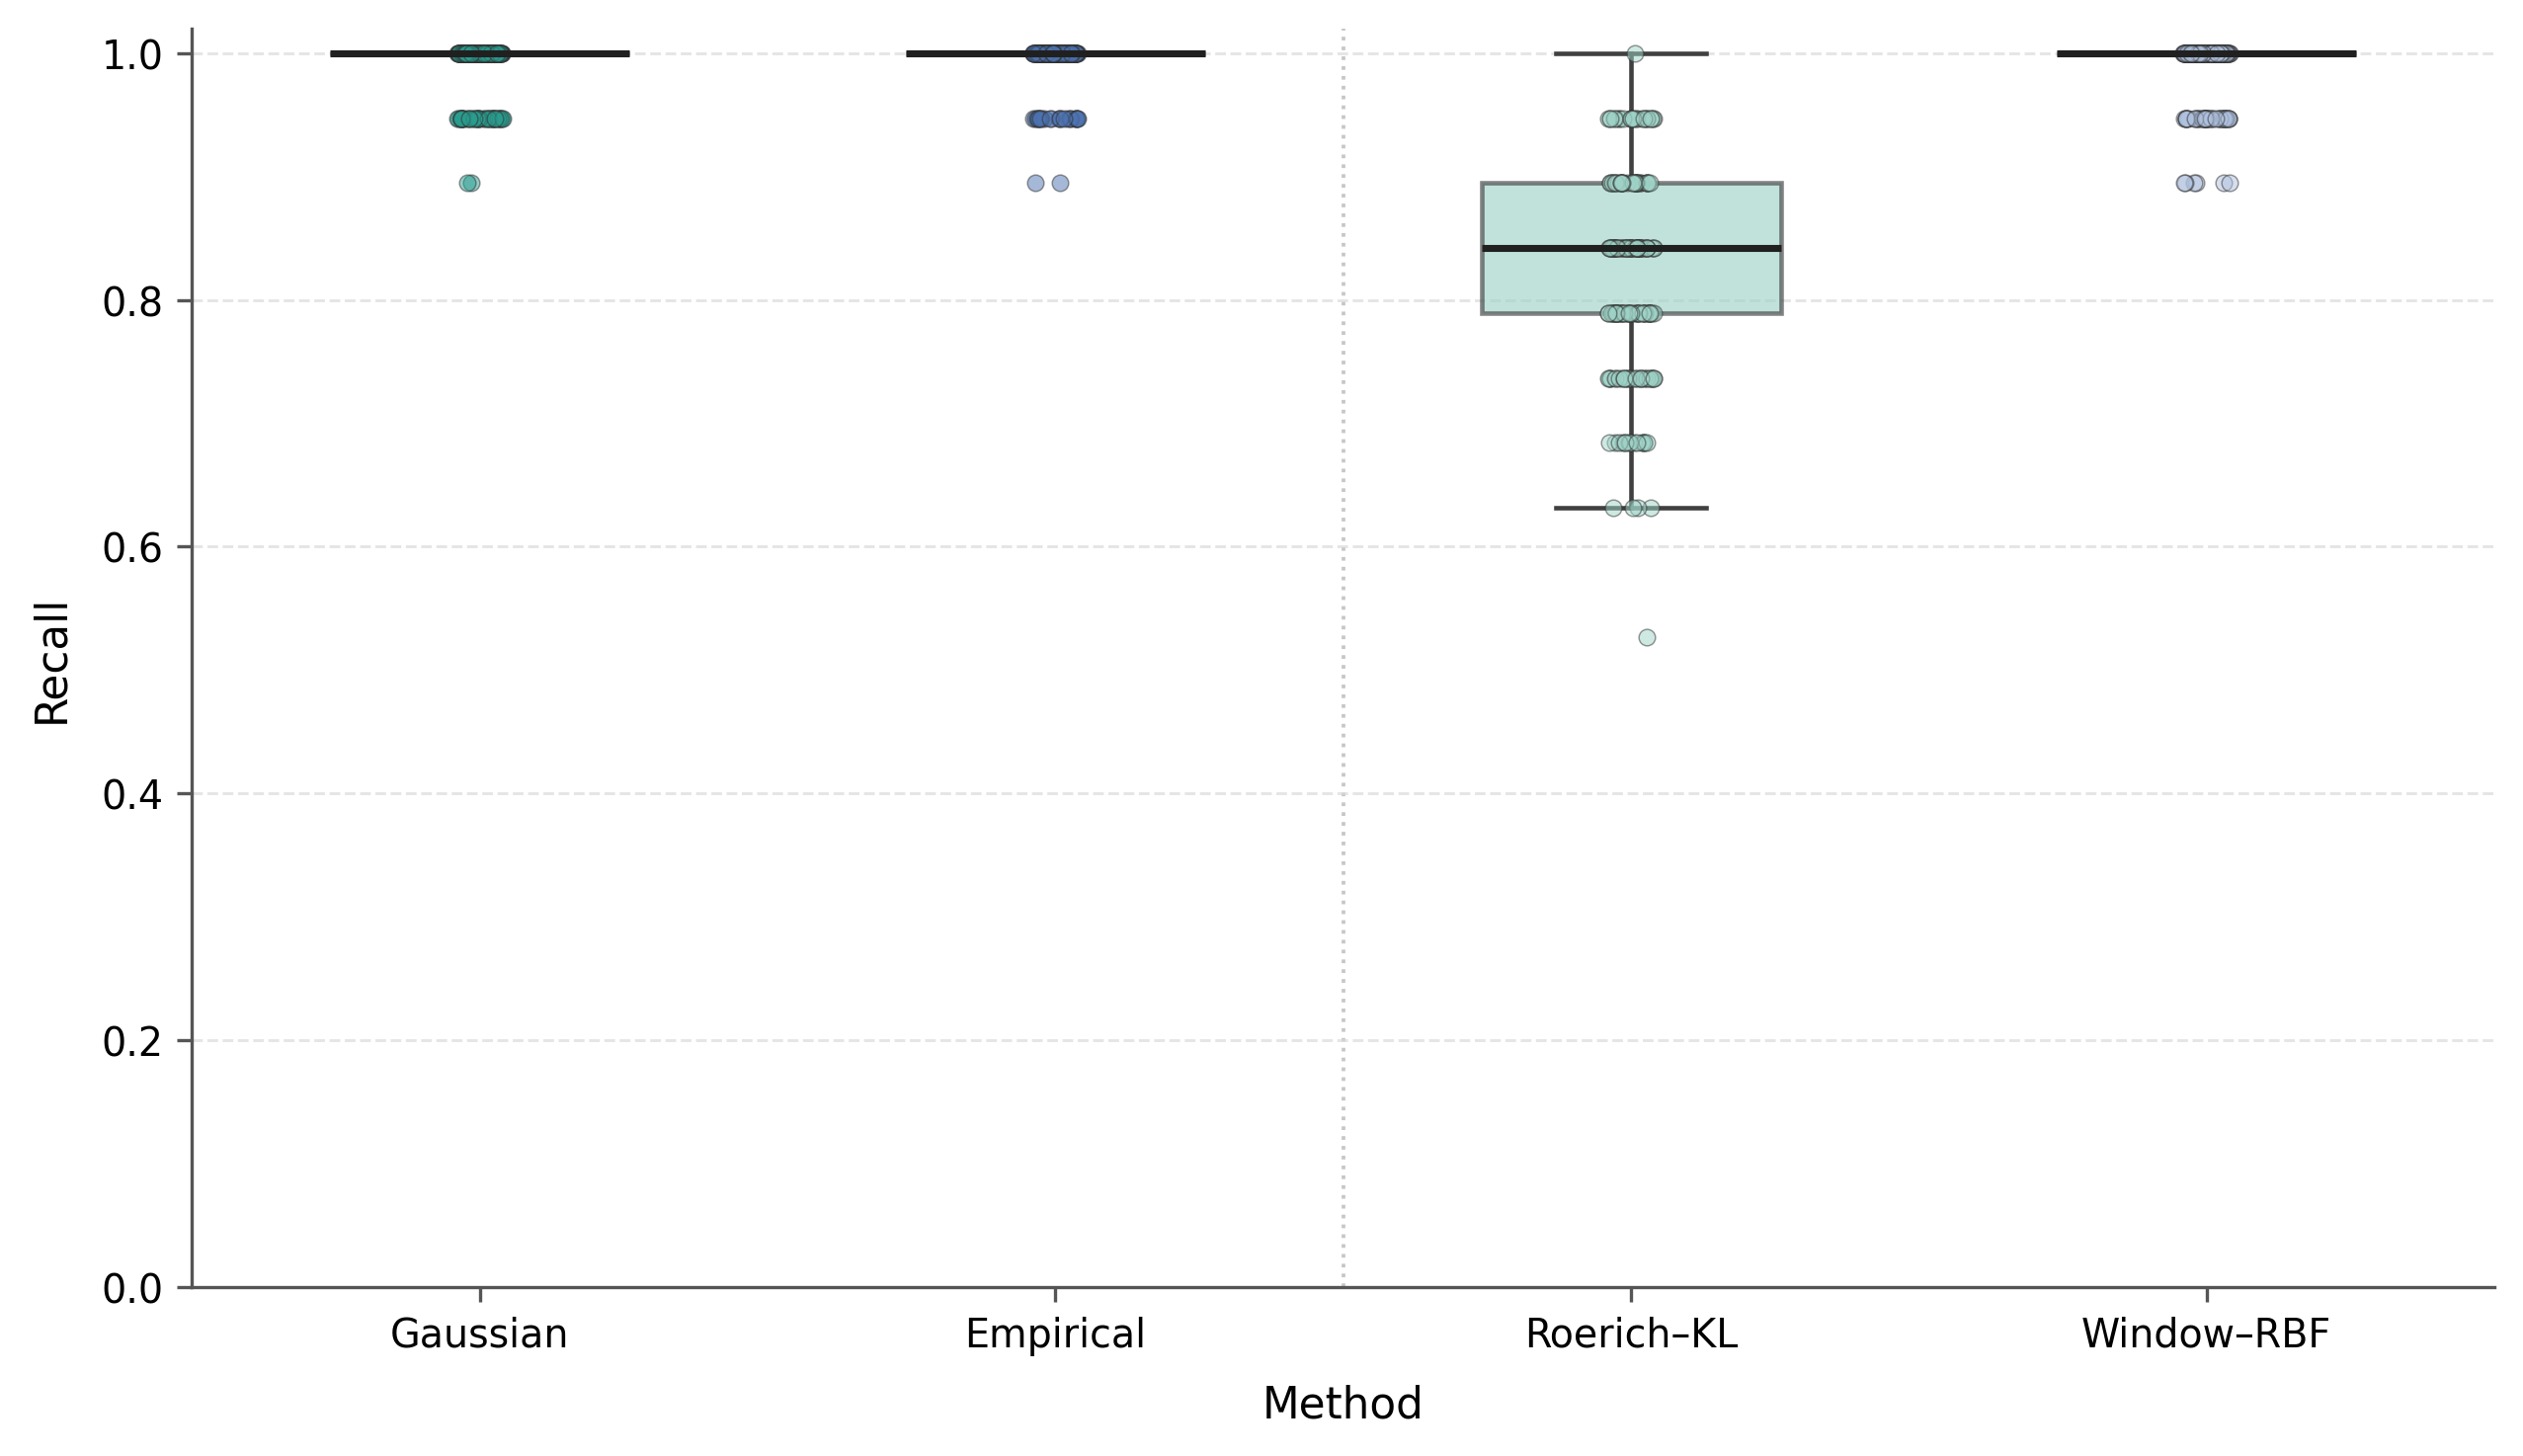 1.0
0.8
0.6
0.4
0.2
0.0
Recall
Gaussian
Empirical
Roerich–KL
Window–RBF
Method